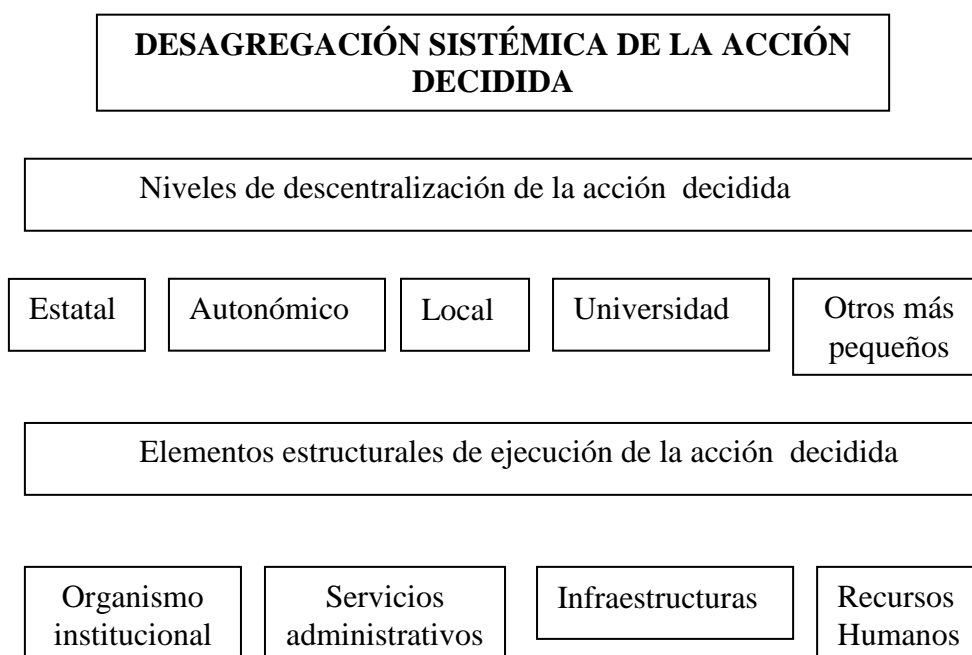 DESAGREGACIÓN SISTÉMICA DE LA ACCIÓN
DECIDIDA
Niveles de descentralización de la acción decidida
Estatal
Autonómico
Local
Universidad
Otros más
pequeños
Elementos estructurales de ejecución de la acción decidida
Organismo
institucional
Servicios
administrativos
Infraestructuras
Recursos
Humanos